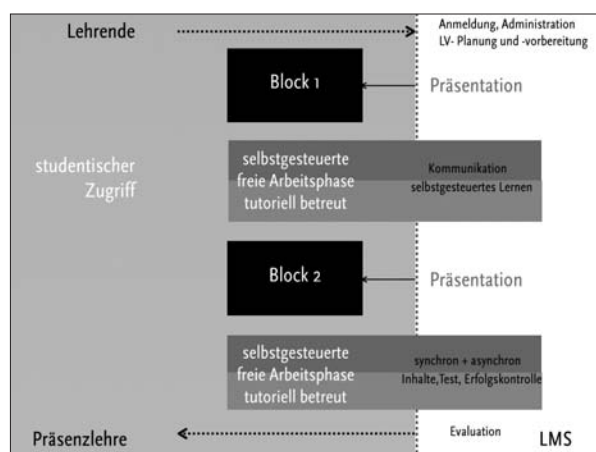 Lehrende
Anmeldung, Administration
LV- Planung und -vorbereitung
Block 1
Präsentation
studentischer
Zugriff
selbstgesteuerte
freie Arbeitsphase
tutoriell betreut
Kommunikation
selbstgesteuertes Lernen
Block 2
Präsentation
selbstgesteuerte
freie Arbeitsphase
tutoriell betreut
synchron + asynchron
Inhalte,Test, Erfolgskontrolle
Präsenzlehre
Evaluation
LMS